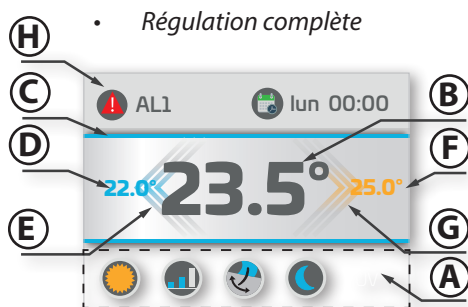 • Régulation complète
H
AL1 lun 00:00
C
B
D
22.0° 23.5° 25.0°
F
E
G
A